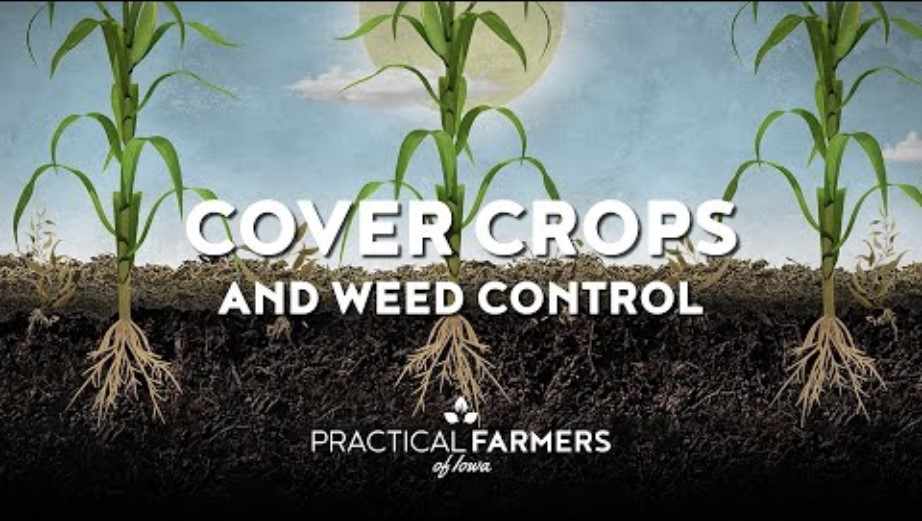 COVER CROPS
AND WEED CONTROL
PRACTICAL FARMERS
of Iowa